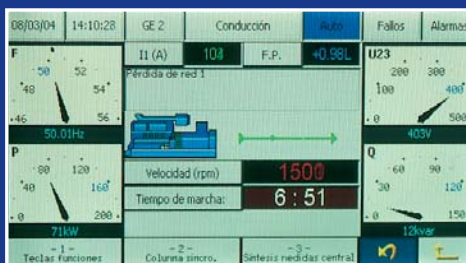 08/03/04 14:10:28 GE 2 Conducción Auto Fallos Alarmas
F I1 (A) 103 F.P. +0.98L U23
Pérdida de red 1
50 52 200 300
48 54 100 400
46 56 0 500
50.01Hz 403V
P Q
80 120 60 90
40 160 Velocidad (rpm) 1500 30 120
0 200 Tiempo de marcha: 6 : 51 0 150
71kW 12kvar
- 1 - - 2 - - 3 -
Teclas funciones Columna sincro. Sintesis medidas central